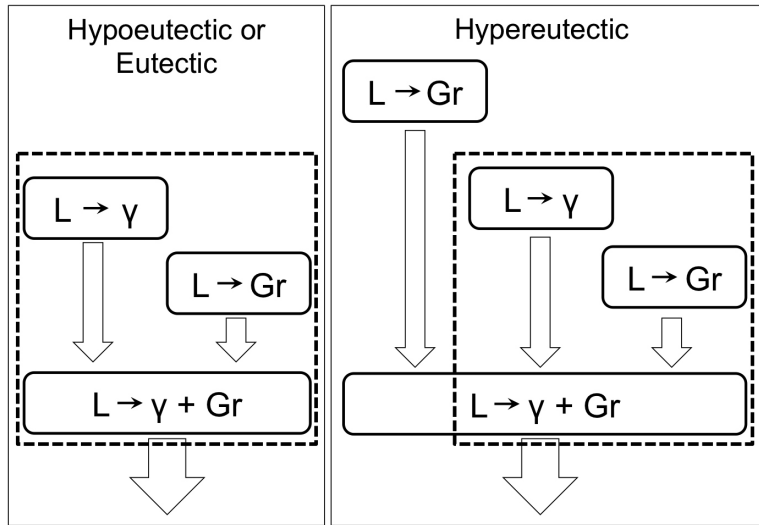 Hypoeutectic or
Eutectic
L → γ
L → Gr
L → γ + Gr
Hypereutectic
L → Gr
L → γ
L → Gr
L → γ + Gr